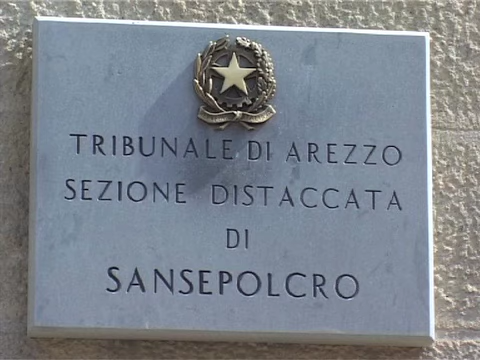 TRIBUNALE DI AREZZO
SEZIONE DISTACCATA
DI
SANSEPOLCRO